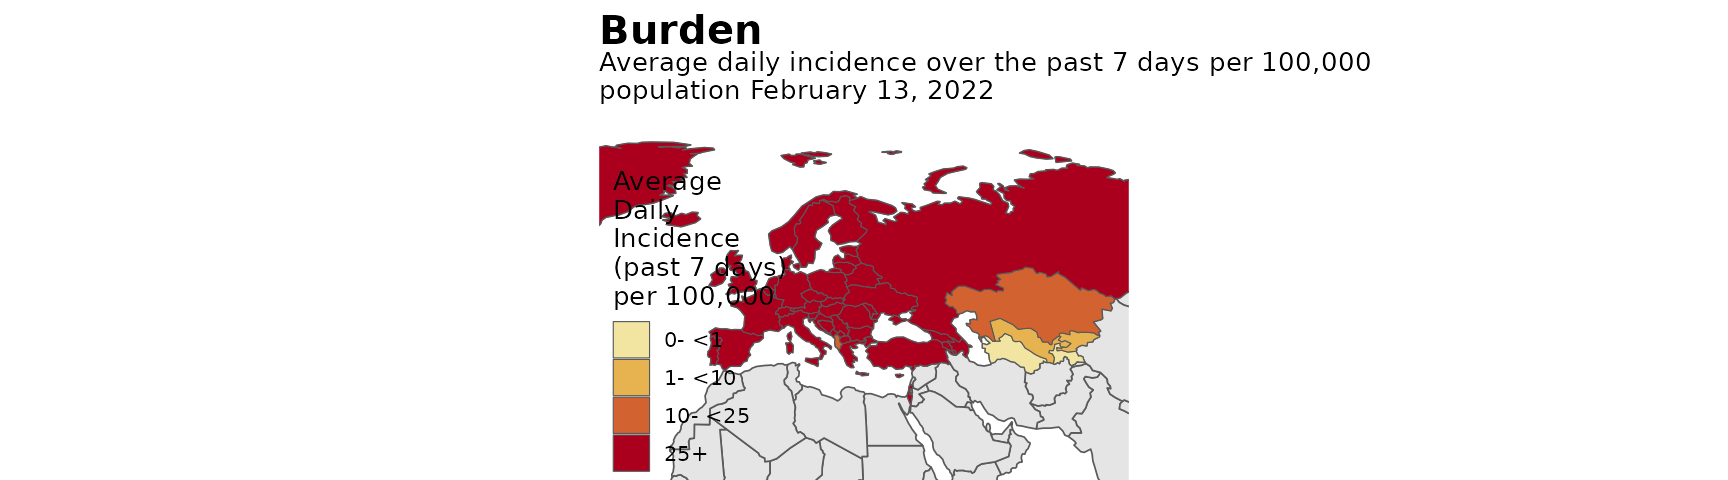 Burden
Average daily incidence over the past 7 days per 100,000
population February 13, 2022
Average
Daily
Incidence
(past 7 days)
per 100,000
0- <1
1- <10
10- <25
25+